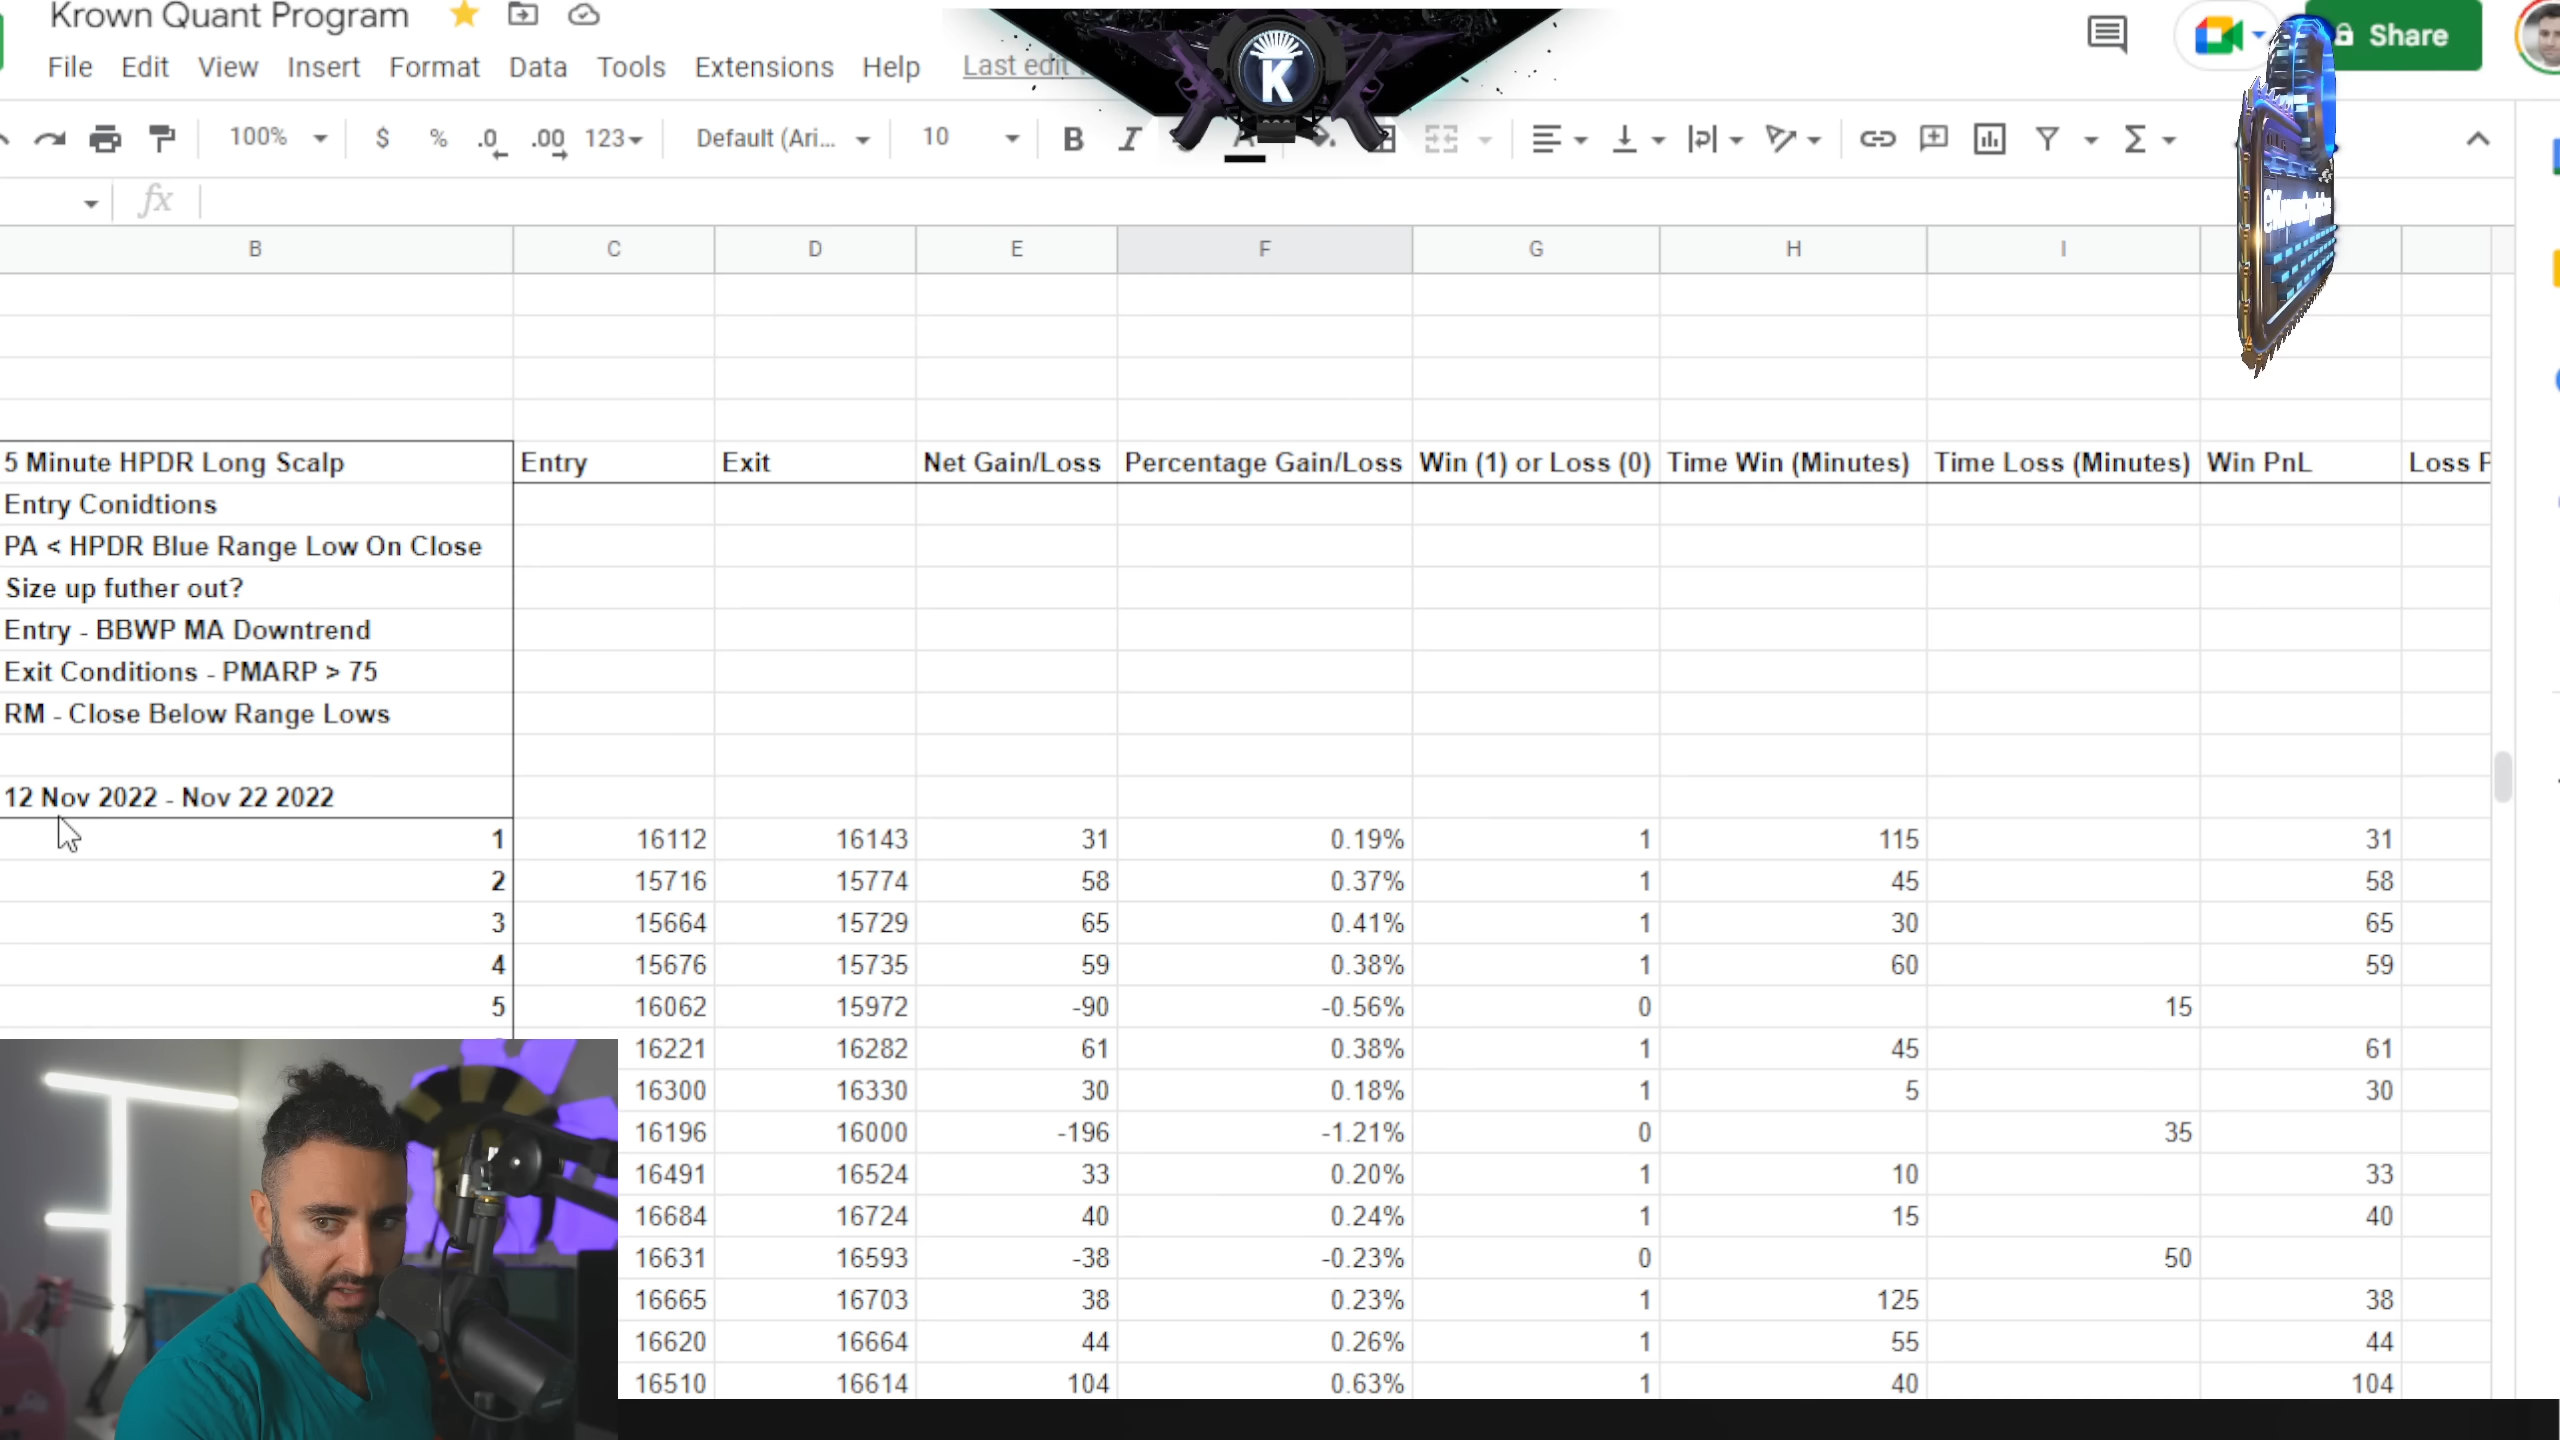 Krown Quant Program
File Edit View Insert Format Data Tools Extensions Help Last edit
Share
100% $ % .0 .00 123 Default (Ari... 10 B I A
fx
B C D E F G H I
5 Minute HPDR Long Scalp Entry Exit Net Gain/Loss Percentage Gain/Loss Win (1) or Loss (0) Time Win (Minutes) Time Loss (Minutes) Win PnL Loss P
Entry Conidtions
PA < HPDR Blue Range Low On Close
Size up futher out?
Entry - BBWP MA Downtrend
Exit Conditions - PMARP > 75
RM - Close Below Range Lows
12 Nov 2022 - Nov 22 2022
1 16112 16143 31 0.19% 1 115 31
2 15716 15774 58 0.37% 1 45 58
3 15664 15729 65 0.41% 1 30 65
4 15676 15735 59 0.38% 1 60 59
5 16062 15972 -90 -0.56% 0 15
16221 16282 61 0.38% 1 45 61
16300 16330 30 0.18% 1 5 30
16196 16000 -196 -1.21% 0 35
16491 16524 33 0.20% 1 10 33
16684 16724 40 0.24% 1 15 40
16631 16593 -38 -0.23% 0 50
16665 16703 38 0.23% 1 125 38
16620 16664 44 0.26% 1 55 44
16510 16614 104 0.63% 1 40 104
K